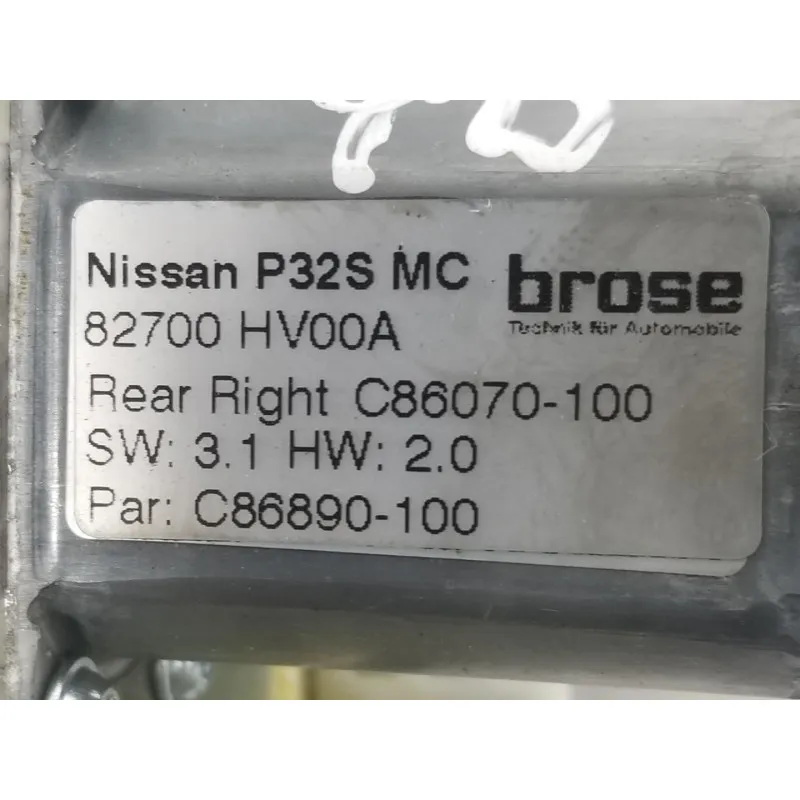 Nissan P32S MC
brose
Technik für Automobile
82700 HV00A
Rear Right C86070-100
SW: 3.1 HW: 2.0
Par: C86890-100